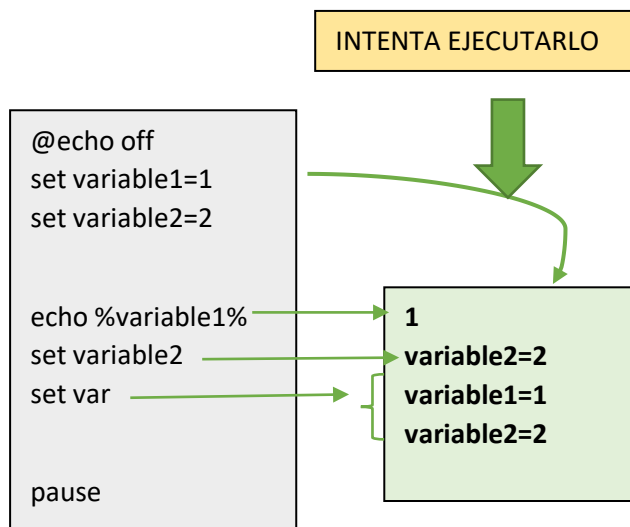 INTENTA EJECUTARLO
@echo off
set variable1=1
set variable2=2
echo %variable1%
set variable2
set var
pause
1
variable2=2
variable1=1
variable2=2